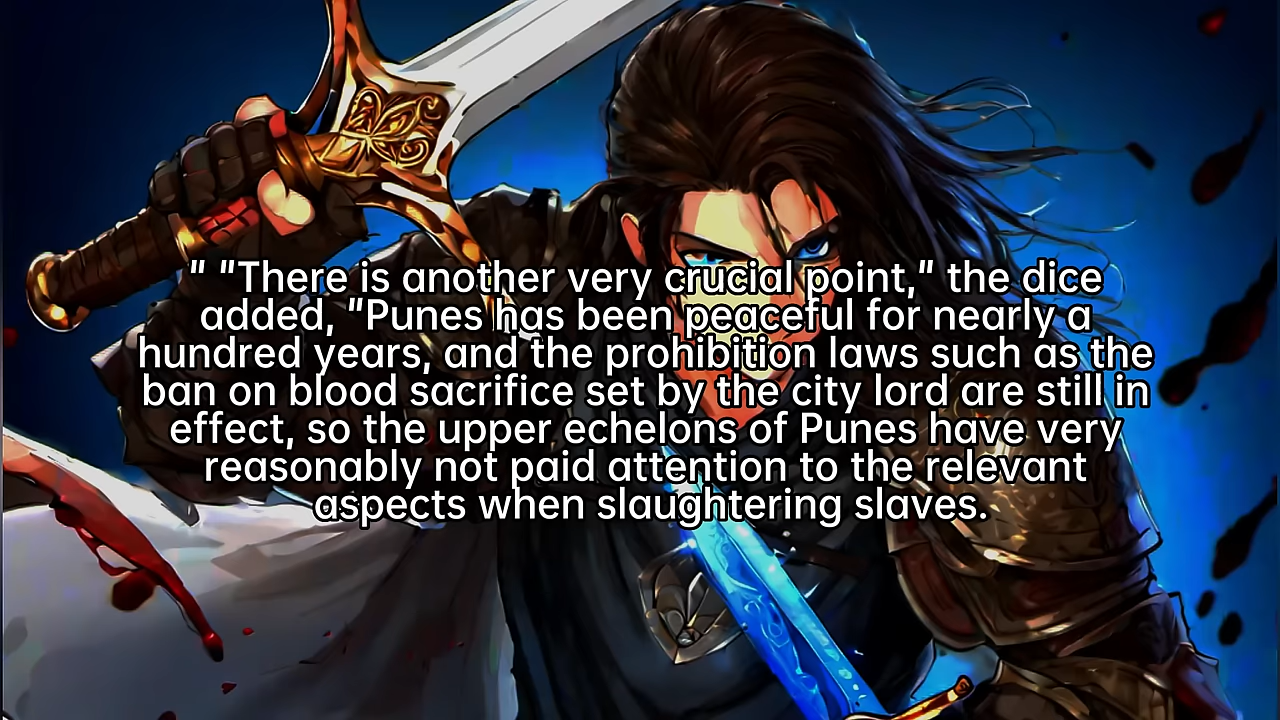 " "There is another very crucial point," the dice
added, "Punes has been peaceful for nearly a
hundred years, and the prohibition laws such as the
ban on blood sacrifice set by the city lord are still in
effect, so the upper echelons of Punes have very
reasonably not paid attention to the relevant
aspects when slaughtering slaves.